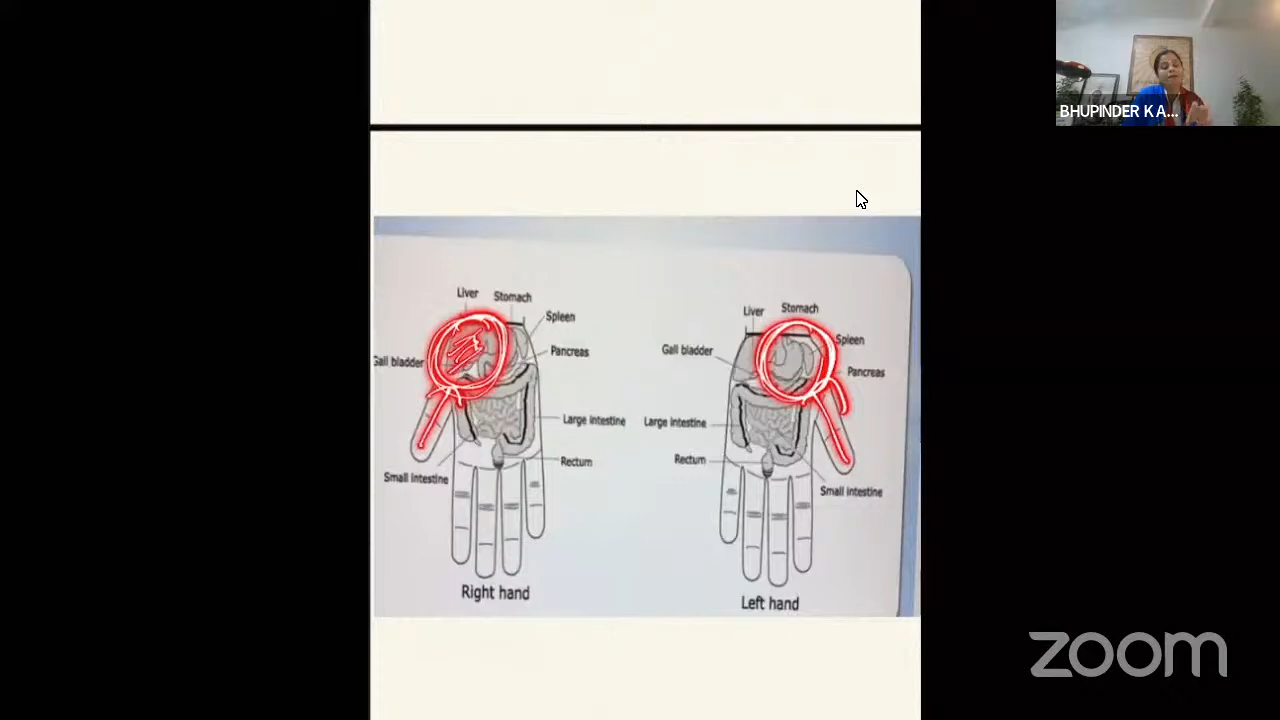 BHUPINDER K A...
Liver
Stomach
Spleen
Pancreas
Gall bladder
Large intestine
Rectum
Small intestine
Right hand
Liver
Stomach
Gall bladder
Spleen
Pancreas
Large intestine
Rectum
Small intestine
Left hand
zoom